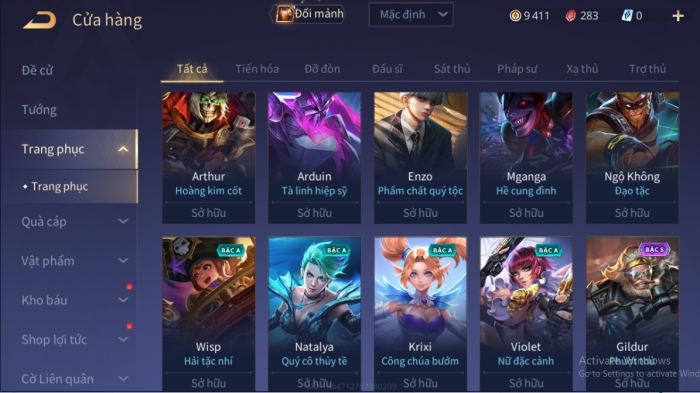 Cửa hàng
Đổi mảnh
Mặc định
9 411
283
0
Đề cử
Tướng
Trang phục
Trang phục
Quà cáp
Vật phẩm
Kho báu
Shop lợi tức
Cờ Liên quân
Tất cả
Tiến hóa
Đỡ đòn
Đấu sĩ
Sát thủ
Pháp sư
Xạ thủ
Trợ thủ
Arthur
Hoàng kim cốt
Sở hữu
Arduin
Tà linh hiệp sỹ
Sở hữu
Enzo
Phẩm chất quý tộc
Sở hữu
Mganga
Hề cung đình
Sở hữu
Ngộ Không
Đạo tặc
Sở hữu
BẬC A
Wisp
Hải tặc nhí
Sở hữu
BẬC A
Natalya
Quý cô thủy tề
Sở hữu
BẬC A
Krixi
Công chúa bướm
Sở hữu
BẬC A
Violet
Nữ đặc cảnh
Sở hữu
BẬC S
Gildur
Phượt thủ
Sở hữu
Activate Windows
Go to Settings to activate Wind